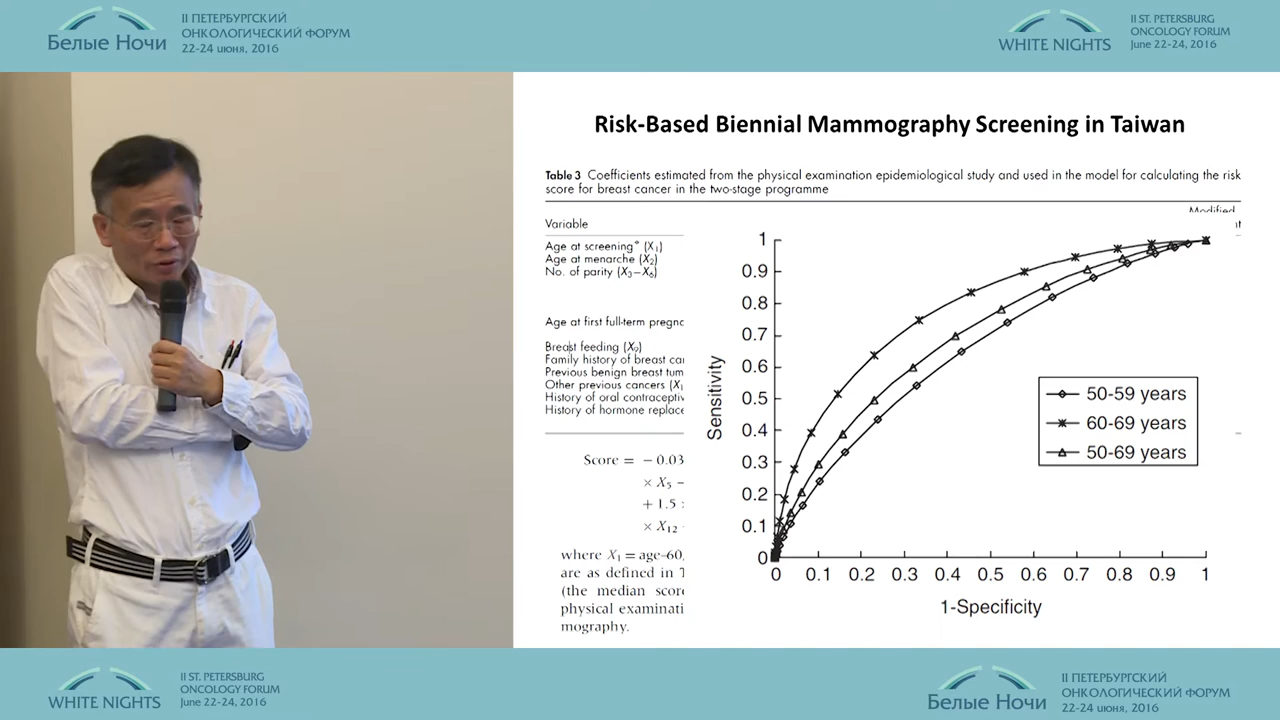 Белые Ночи
II ПЕТЕРБУРГСКИЙ
ОНКОЛОГИЧЕСКИЙ ФОРУМ
22-24 июня, 2016
WHITE NIGHTS
II ST. PETERSBURG
ONCOLOGY FORUM
June 22-24, 2016
Risk-Based Biennial Mammography Screening in Taiwan
Table 3 Coefficients estimated from the physical examination epidemiological study and used in the model for calculating the risk
score for breast cancer in the two-stage programme
Variable
Age at screening* (X₁)
Age at menarche (X₂)
No. of parity (X₃–X₆)
Age at first full-term
Breast feeding (X₉)
Family history of breast
Previous benign breast
Other previous cancers
History of oral
History of hormone
Score = − 0.03
× X₅ −
+ 1.5
× X₁₂
where X₁ = age–60,
are as defined in
(the median
physical
mography.
Sensitivity
1
0.9
0.8
0.7
0.6
0.5
0.4
0.3
0.2
0.1
0
0 0.1 0.2 0.3 0.4 0.5 0.6 0.7 0.8 0.9 1
1-Specificity
50-59 years
60-69 years
50-69 years
WHITE NIGHTS
II ST. PETERSBURG
ONCOLOGY FORUM
June 22-24, 2016
Белые Ночи
II ПЕТЕРБУРГСКИЙ
ОНКОЛОГИЧЕСКИЙ ФОРУМ
22-24 июня, 2016